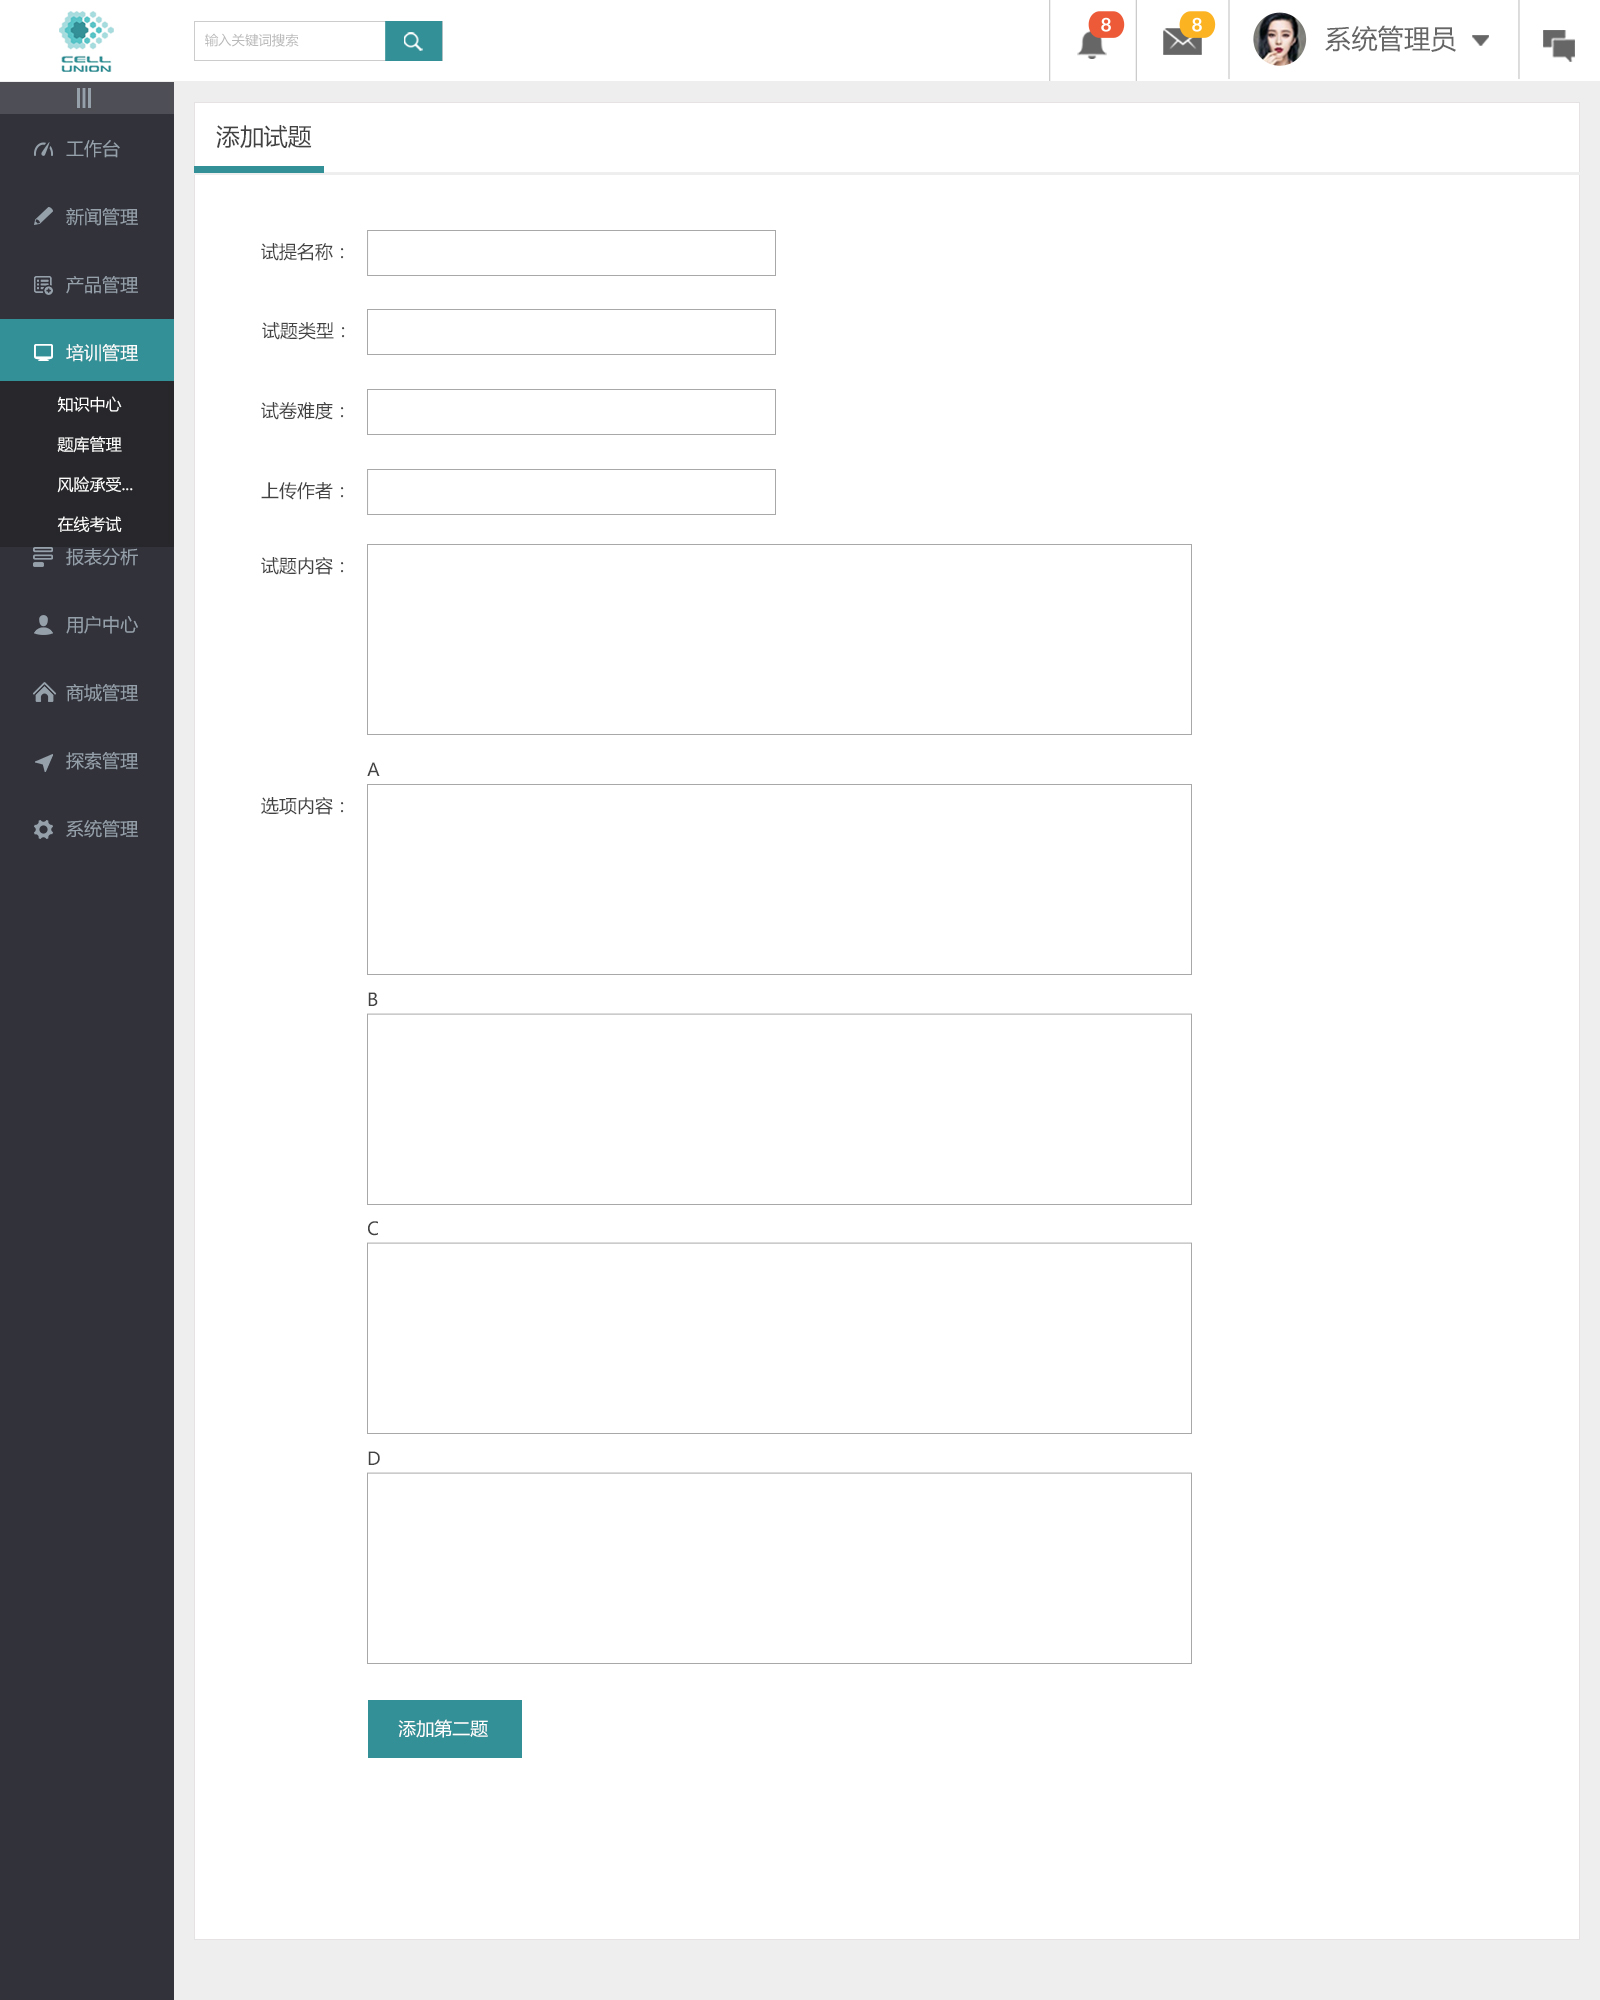 CELL
UNION
输入关键词搜索
8
8
系统管理员
工作台
新闻管理
产品管理
培训管理
知识中心
题库管理
风险承受...
在线考试
报表分析
用户中心
商城管理
探索管理
系统管理
添加试题
试提名称：
试题类型：
试卷难度：
上传作者：
试题内容：
A
选项内容：
B
C
D
添加第二题